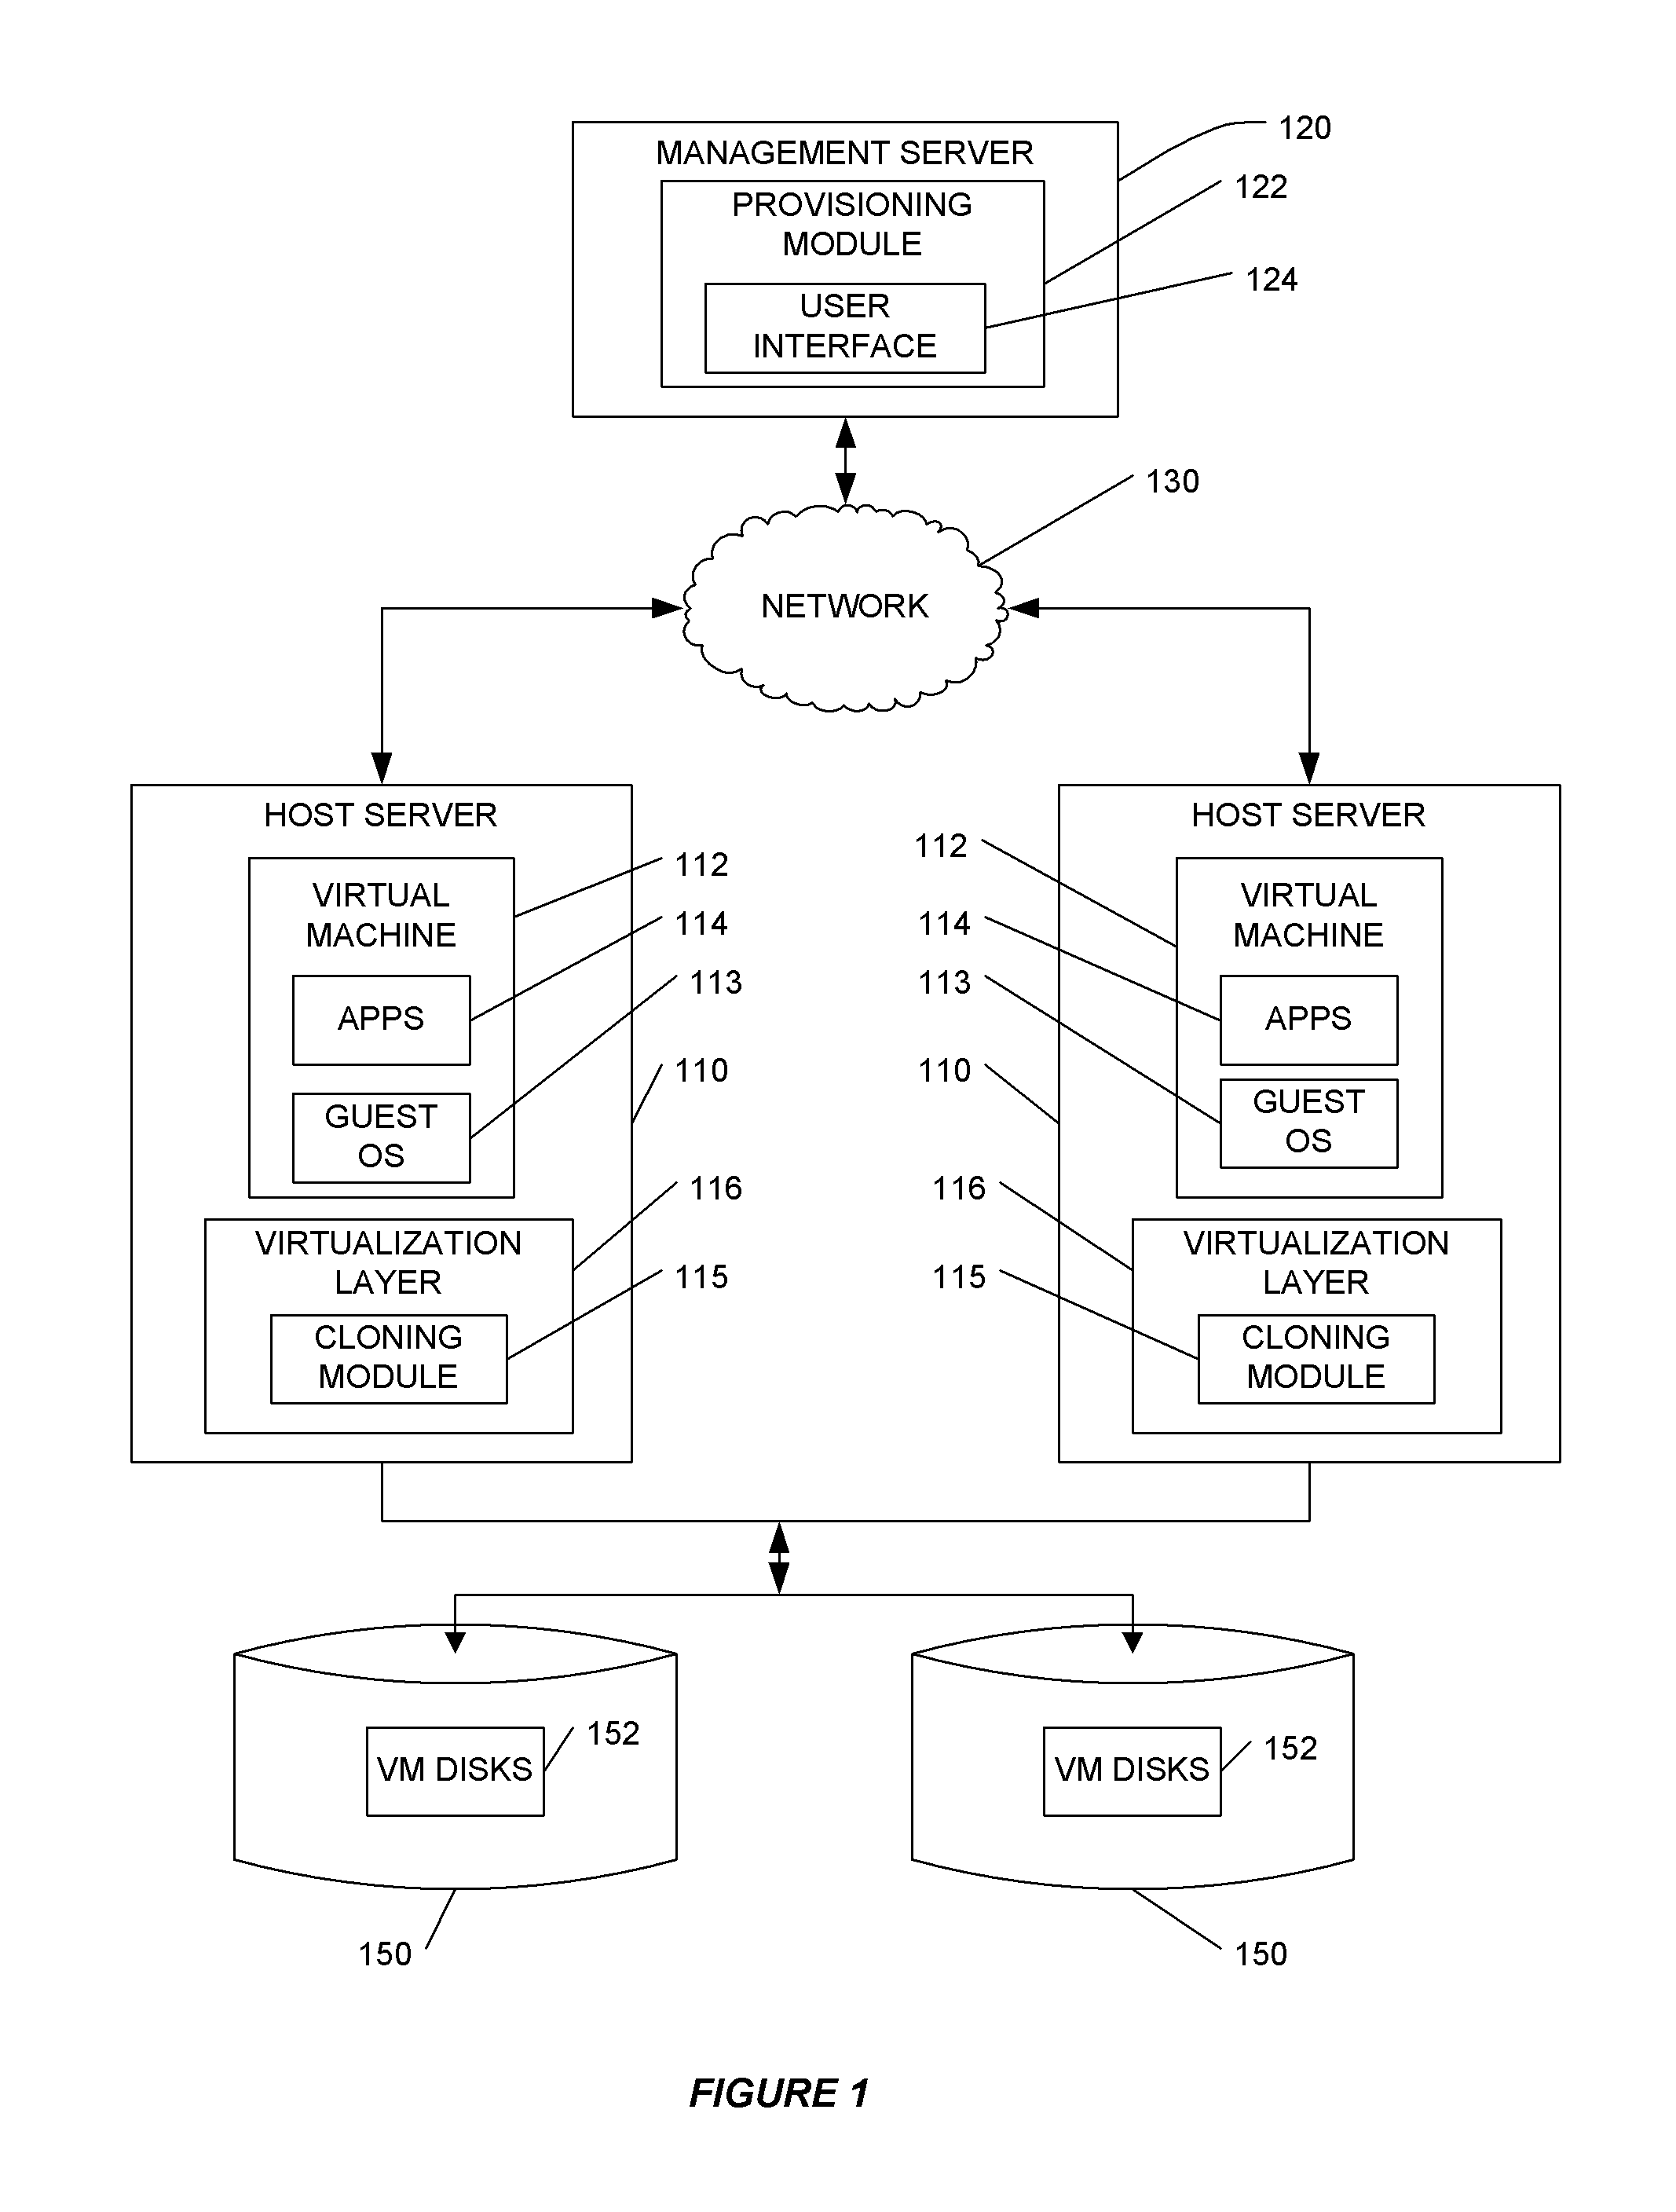 120
MANAGEMENT SERVER
122
PROVISIONING
MODULE
124
USER
INTERFACE
130
NETWORK
HOST SERVER
112
VIRTUAL
MACHINE
114
APPS
113
GUEST
OS
110
116
VIRTUALIZATION
LAYER
115
CLONING
MODULE
HOST SERVER
112
VIRTUAL
MACHINE
114
APPS
113
GUEST
OS
110
116
VIRTUALIZATION
LAYER
115
CLONING
MODULE
152
VM DISKS
150
152
VM DISKS
150
FIGURE 1